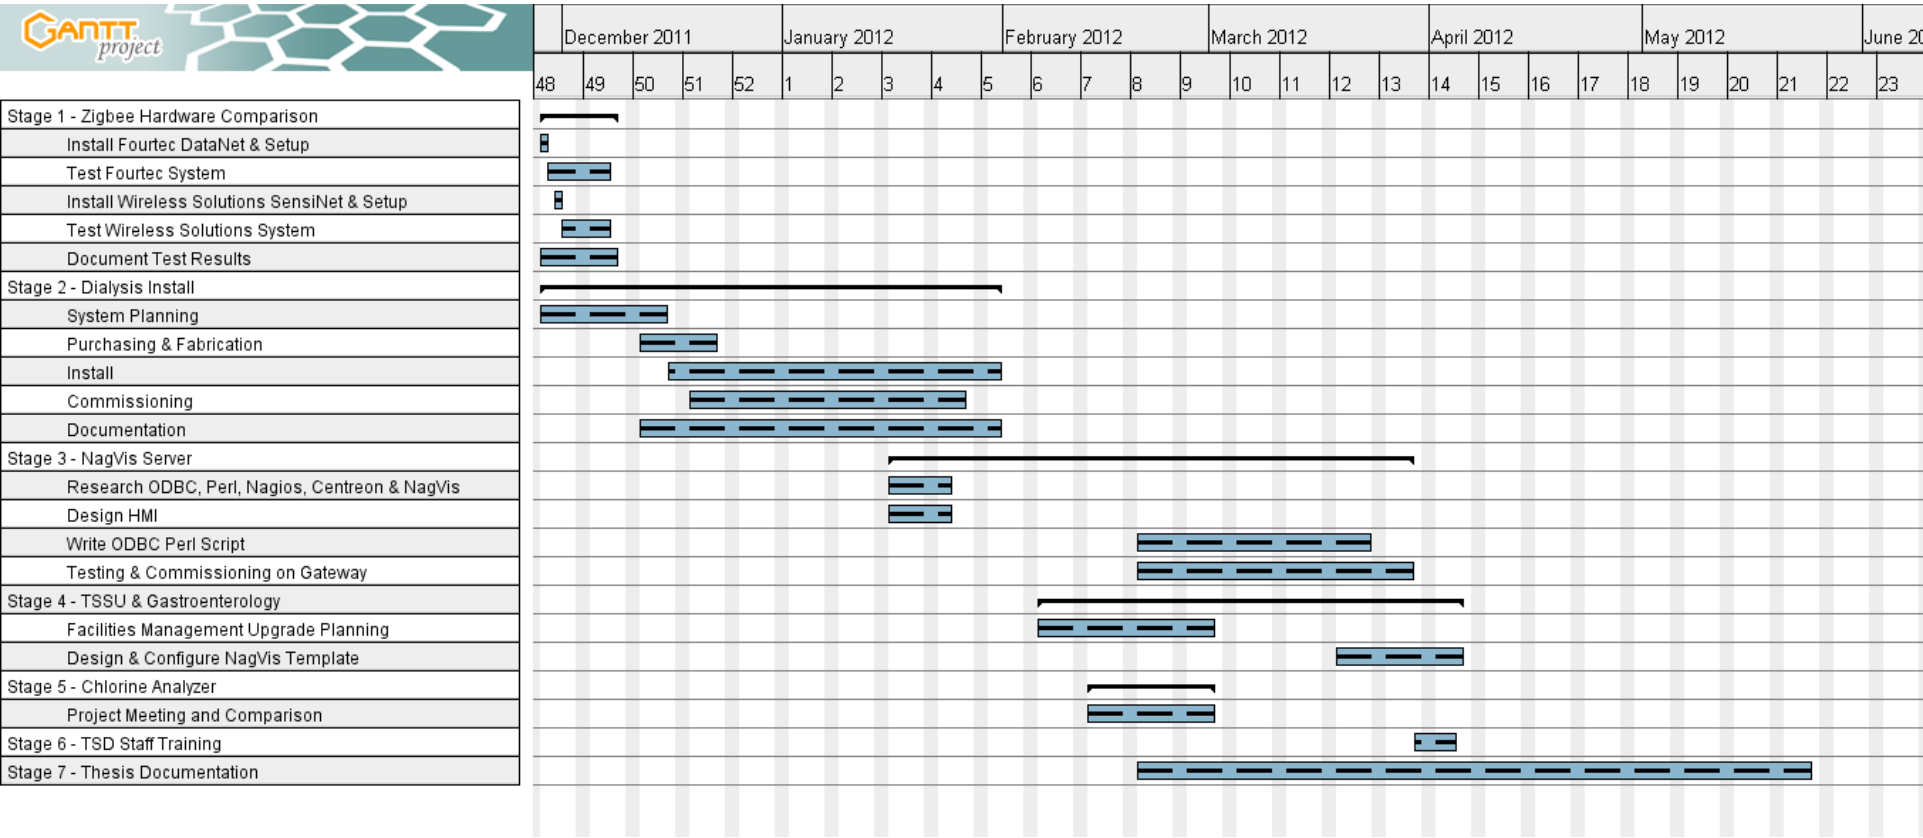 GANTT
project
December 2011 January 2012 February 2012 March 2012 April 2012 May 2012 June 20
48 49 50 51 52 1 2 3 4 5 6 7 8 9 10 11 12 13 14 15 16 17 18 19 20 21 22 23
Stage 1 - Zigbee Hardware Comparison
Install Fourtec DataNet & Setup
Test Fourtec System
Install Wireless Solutions SensiNet & Setup
Test Wireless Solutions System
Document Test Results
Stage 2 - Dialysis Install
System Planning
Purchasing & Fabrication
Install
Commissioning
Documentation
Stage 3 - NagVis Server
Research ODBC, Perl, Nagios, Centreon & NagVis
Design HMI
Write ODBC Perl Script
Testing & Commissioning on Gateway
Stage 4 - TSSU & Gastroenterology
Facilities Management Upgrade Planning
Design & Configure NagVis Template
Stage 5 - Chlorine Analyzer
Project Meeting and Comparison
Stage 6 - TSD Staff Training
Stage 7 - Thesis Documentation